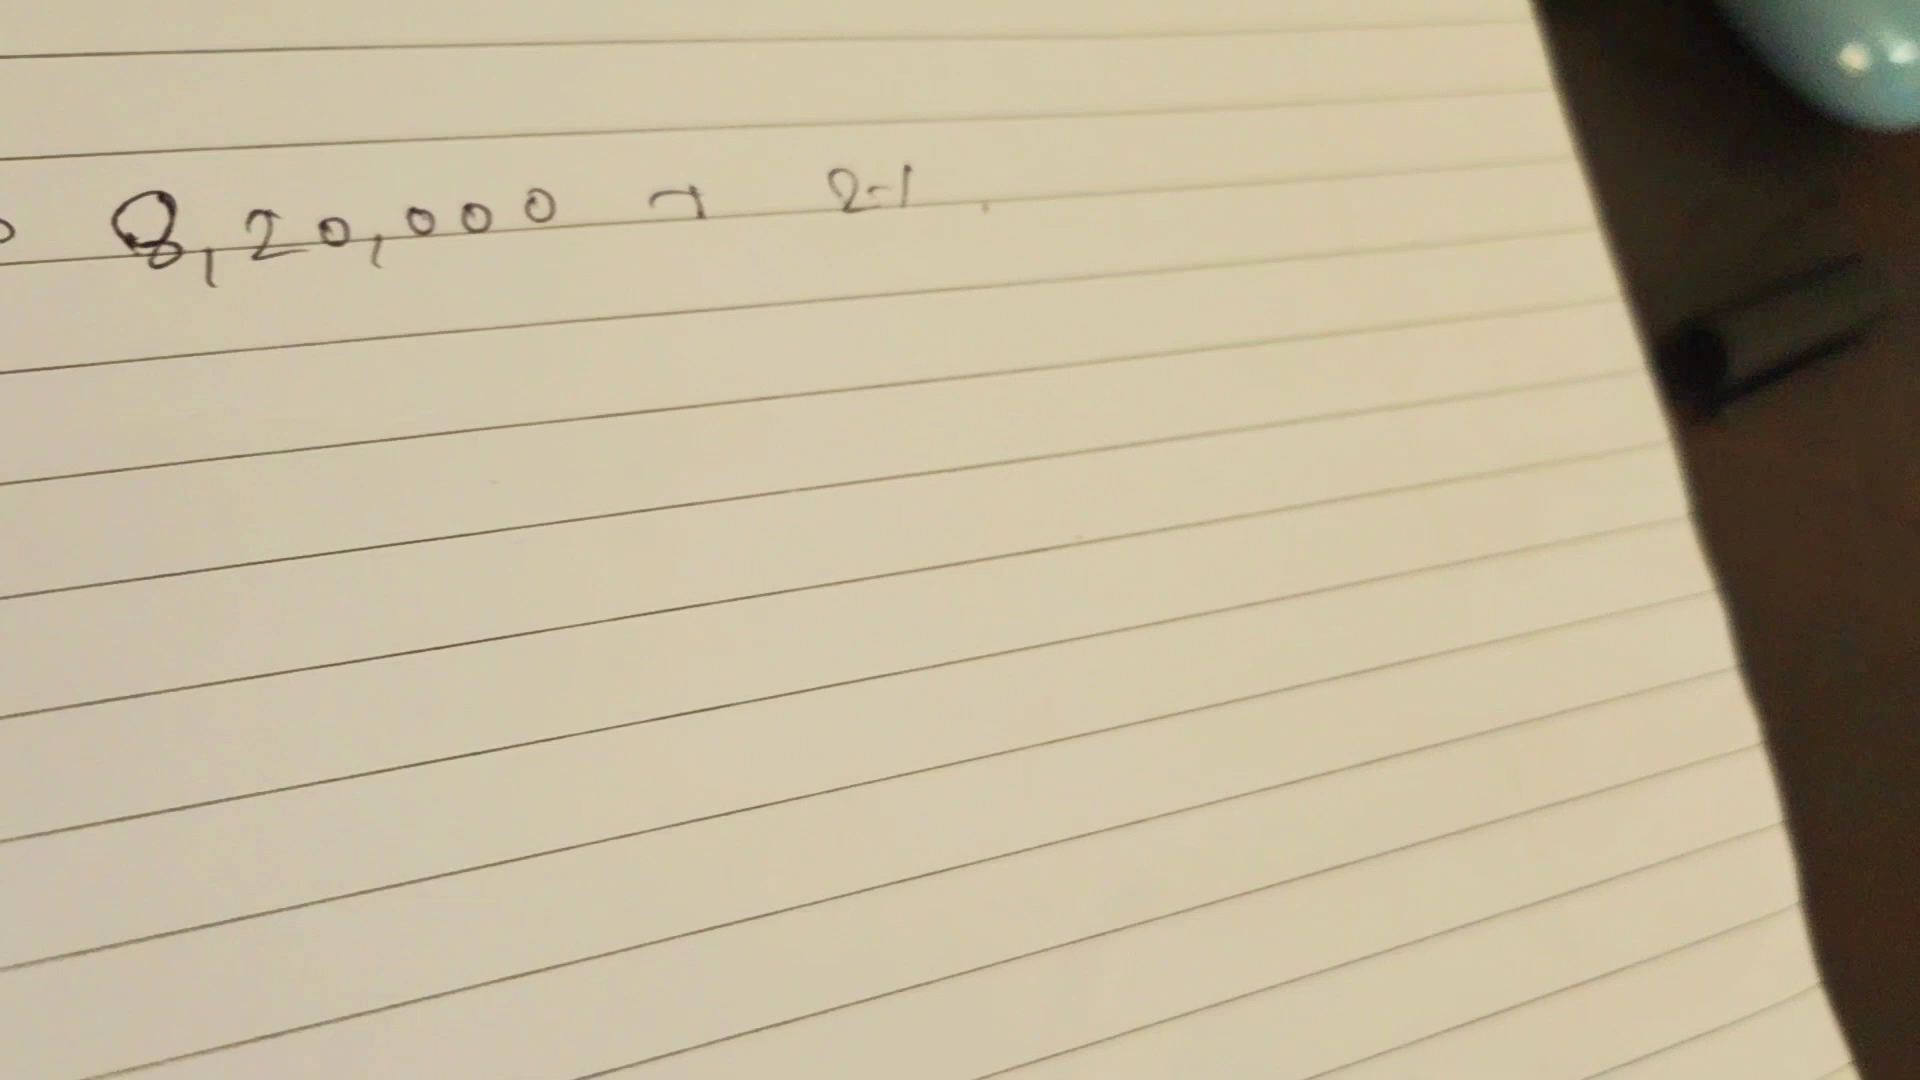 8,20,000 → 2-1